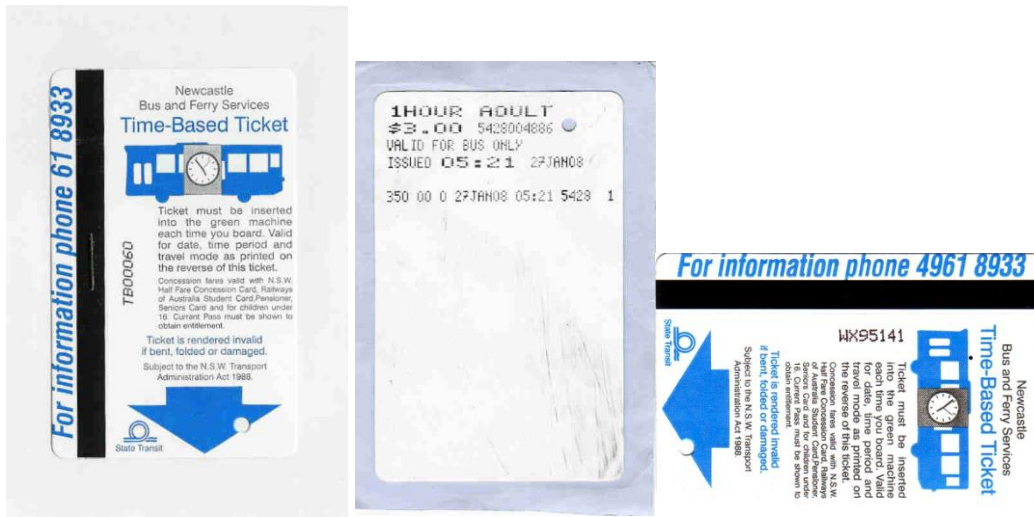 For information phone 61 8933
Newcastle
Bus and Ferry Services
Time-Based Ticket
Ticket must be inserted
into the green machine
each time you board. Valid
for date, time period and
travel mode as printed on
the reverse of this ticket.
TB00060
Concession fares valid with N.S.W.
Half Fare Concession Card, Railways
of Australia Student Card,Pensioner,
Seniors Card and for children under
16. Current Pass must be shown to
obtain entitlement.
Ticket is rendered invalid
if bent, folded or damaged.
Subject to the N.S.W. Transport
Administration Act 1988.
State Transit
1HOUR ADULT
$3.00 5428004886
VALID FOR BUS ONLY
ISSUED 05:21 27JAN08
350 00 0 27JAN08 05:21 5428 1
For information phone 4961 8933
Newcastle
Bus and Ferry Services
Time-Based Ticket
WX95141
Ticket must be inserted
into the green machine
each time you board. Valid
for date, time period and
travel mode as printed on
the reverse of this ticket.
Concession fares valid with N.S.W.
Half Fare Concession Card, Railways
of Australia Student Card,Pensioner,
Seniors Card and for children under
16. Current Pass must be shown to
obtain entitlement.
Ticket is rendered invalid
if bent, folded or damaged.
Subject to the N.S.W. Transport
Administration Act 1988.
State Transit